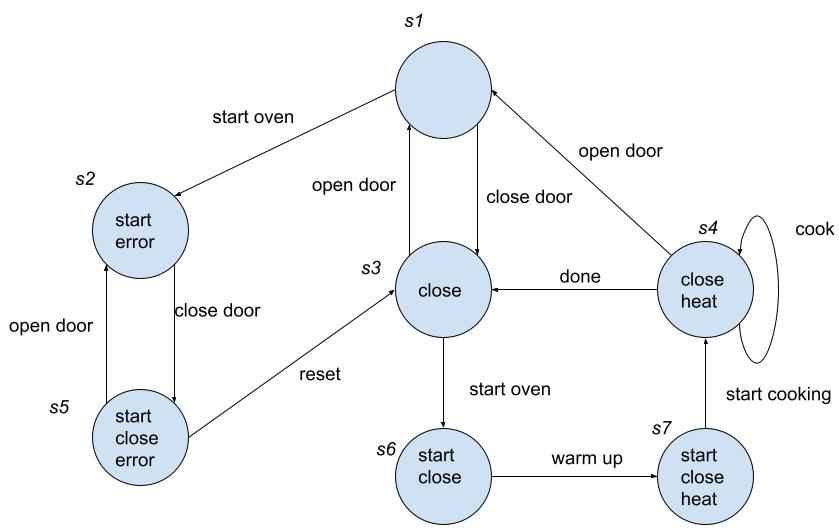 s1
start oven
open door
s2
open door
close door
s4
start
error
cook
s3
close
done
close
heat
open door
close door
reset
start oven
start cooking
s5
start
close
error
s6
start
close
warm up
s7
start
close
heat